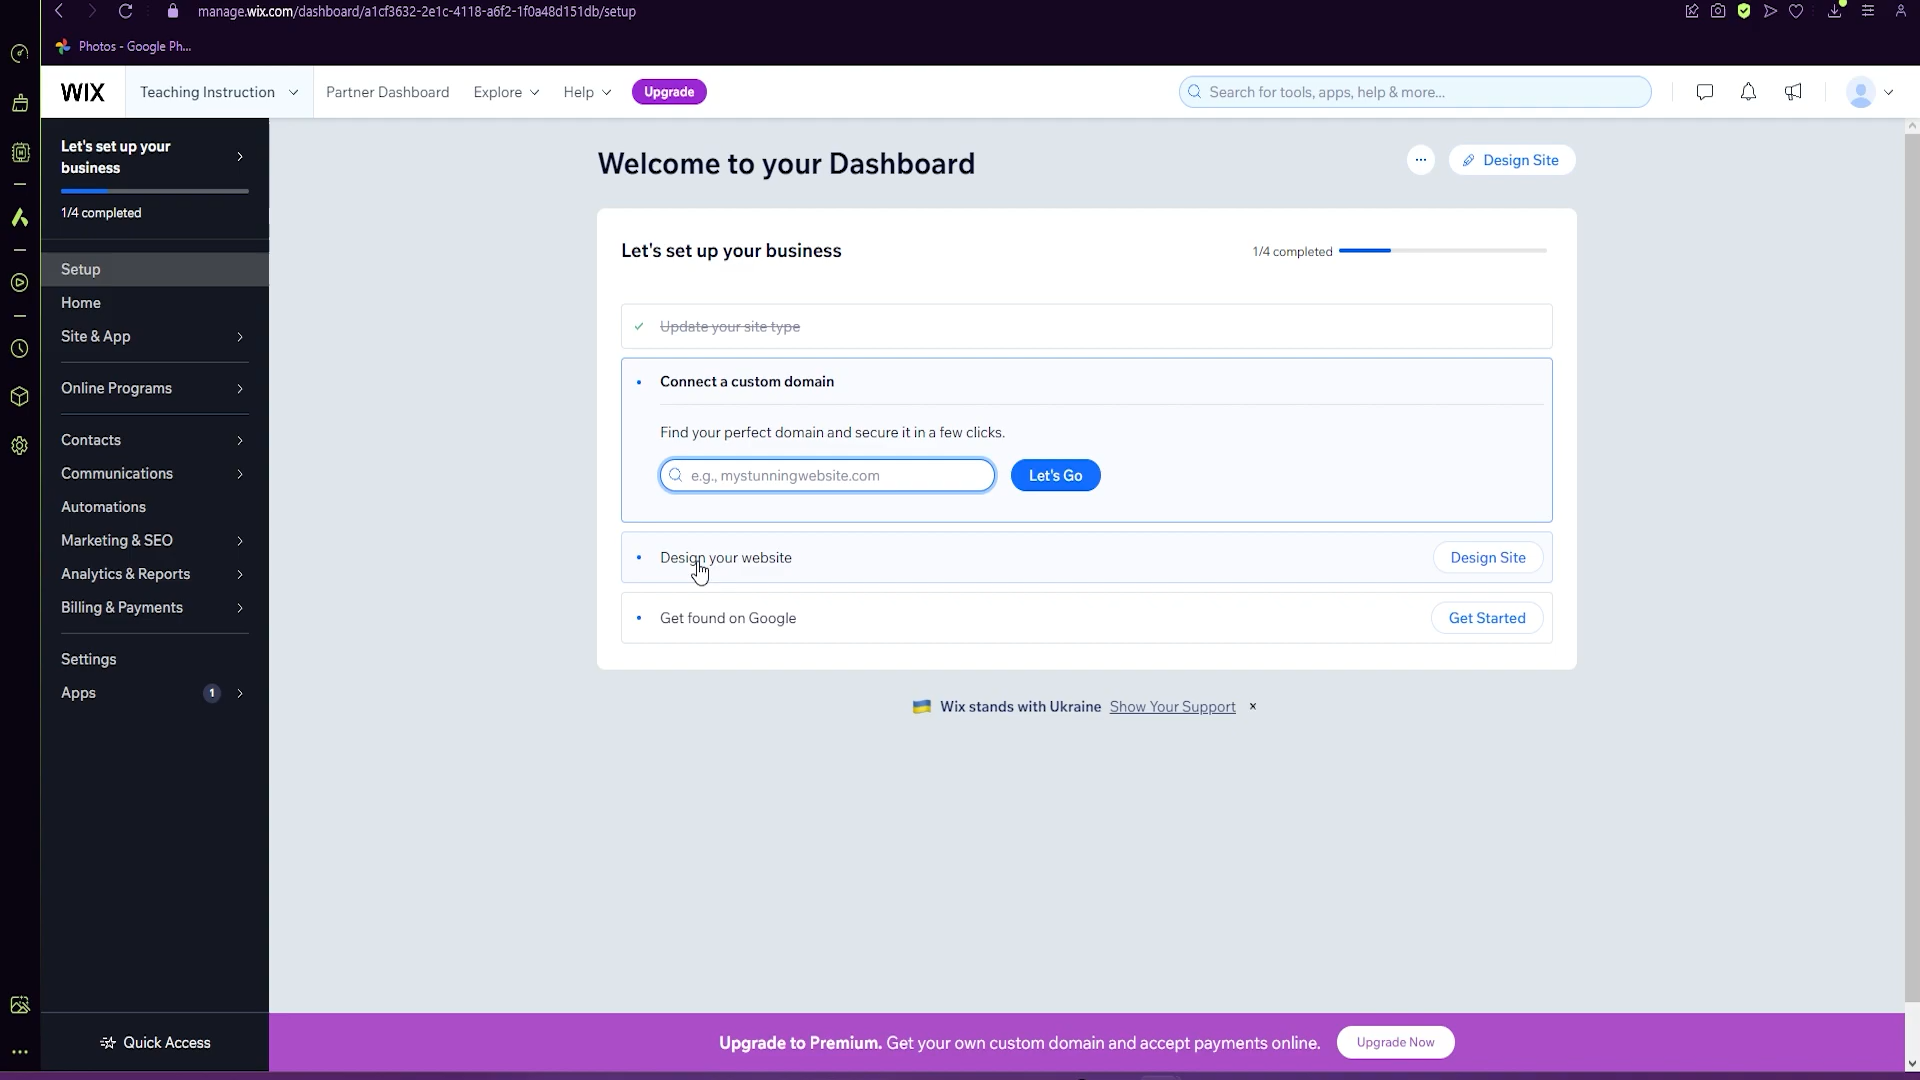 manage.wix.com/dashboard/a1cf3632-2e1c-4118-a6f2-1f0a48d151db/setup
Photos - Google Ph...
WIX
Teaching Instruction
Partner Dashboard
Explore
Help
Upgrade
Search for tools, apps, help & more...
Let's set up your
business
1/4 completed
Setup
Home
Site & App
Online Programs
Contacts
Communications
Automations
Marketing & SEO
Analytics & Reports
Billing & Payments
Settings
Apps
1
Quick Access
Welcome to your Dashboard
Design Site
Let's set up your business
1/4 completed
Update your site type
Connect a custom domain
Find your perfect domain and secure it in a few clicks.
e.g., mystunningwebsite.com
Let's Go
Design your website
Design Site
Get found on Google
Get Started
Wix stands with Ukraine Show Your Support ×
Upgrade to Premium. Get your own custom domain and accept payments online.
Upgrade Now